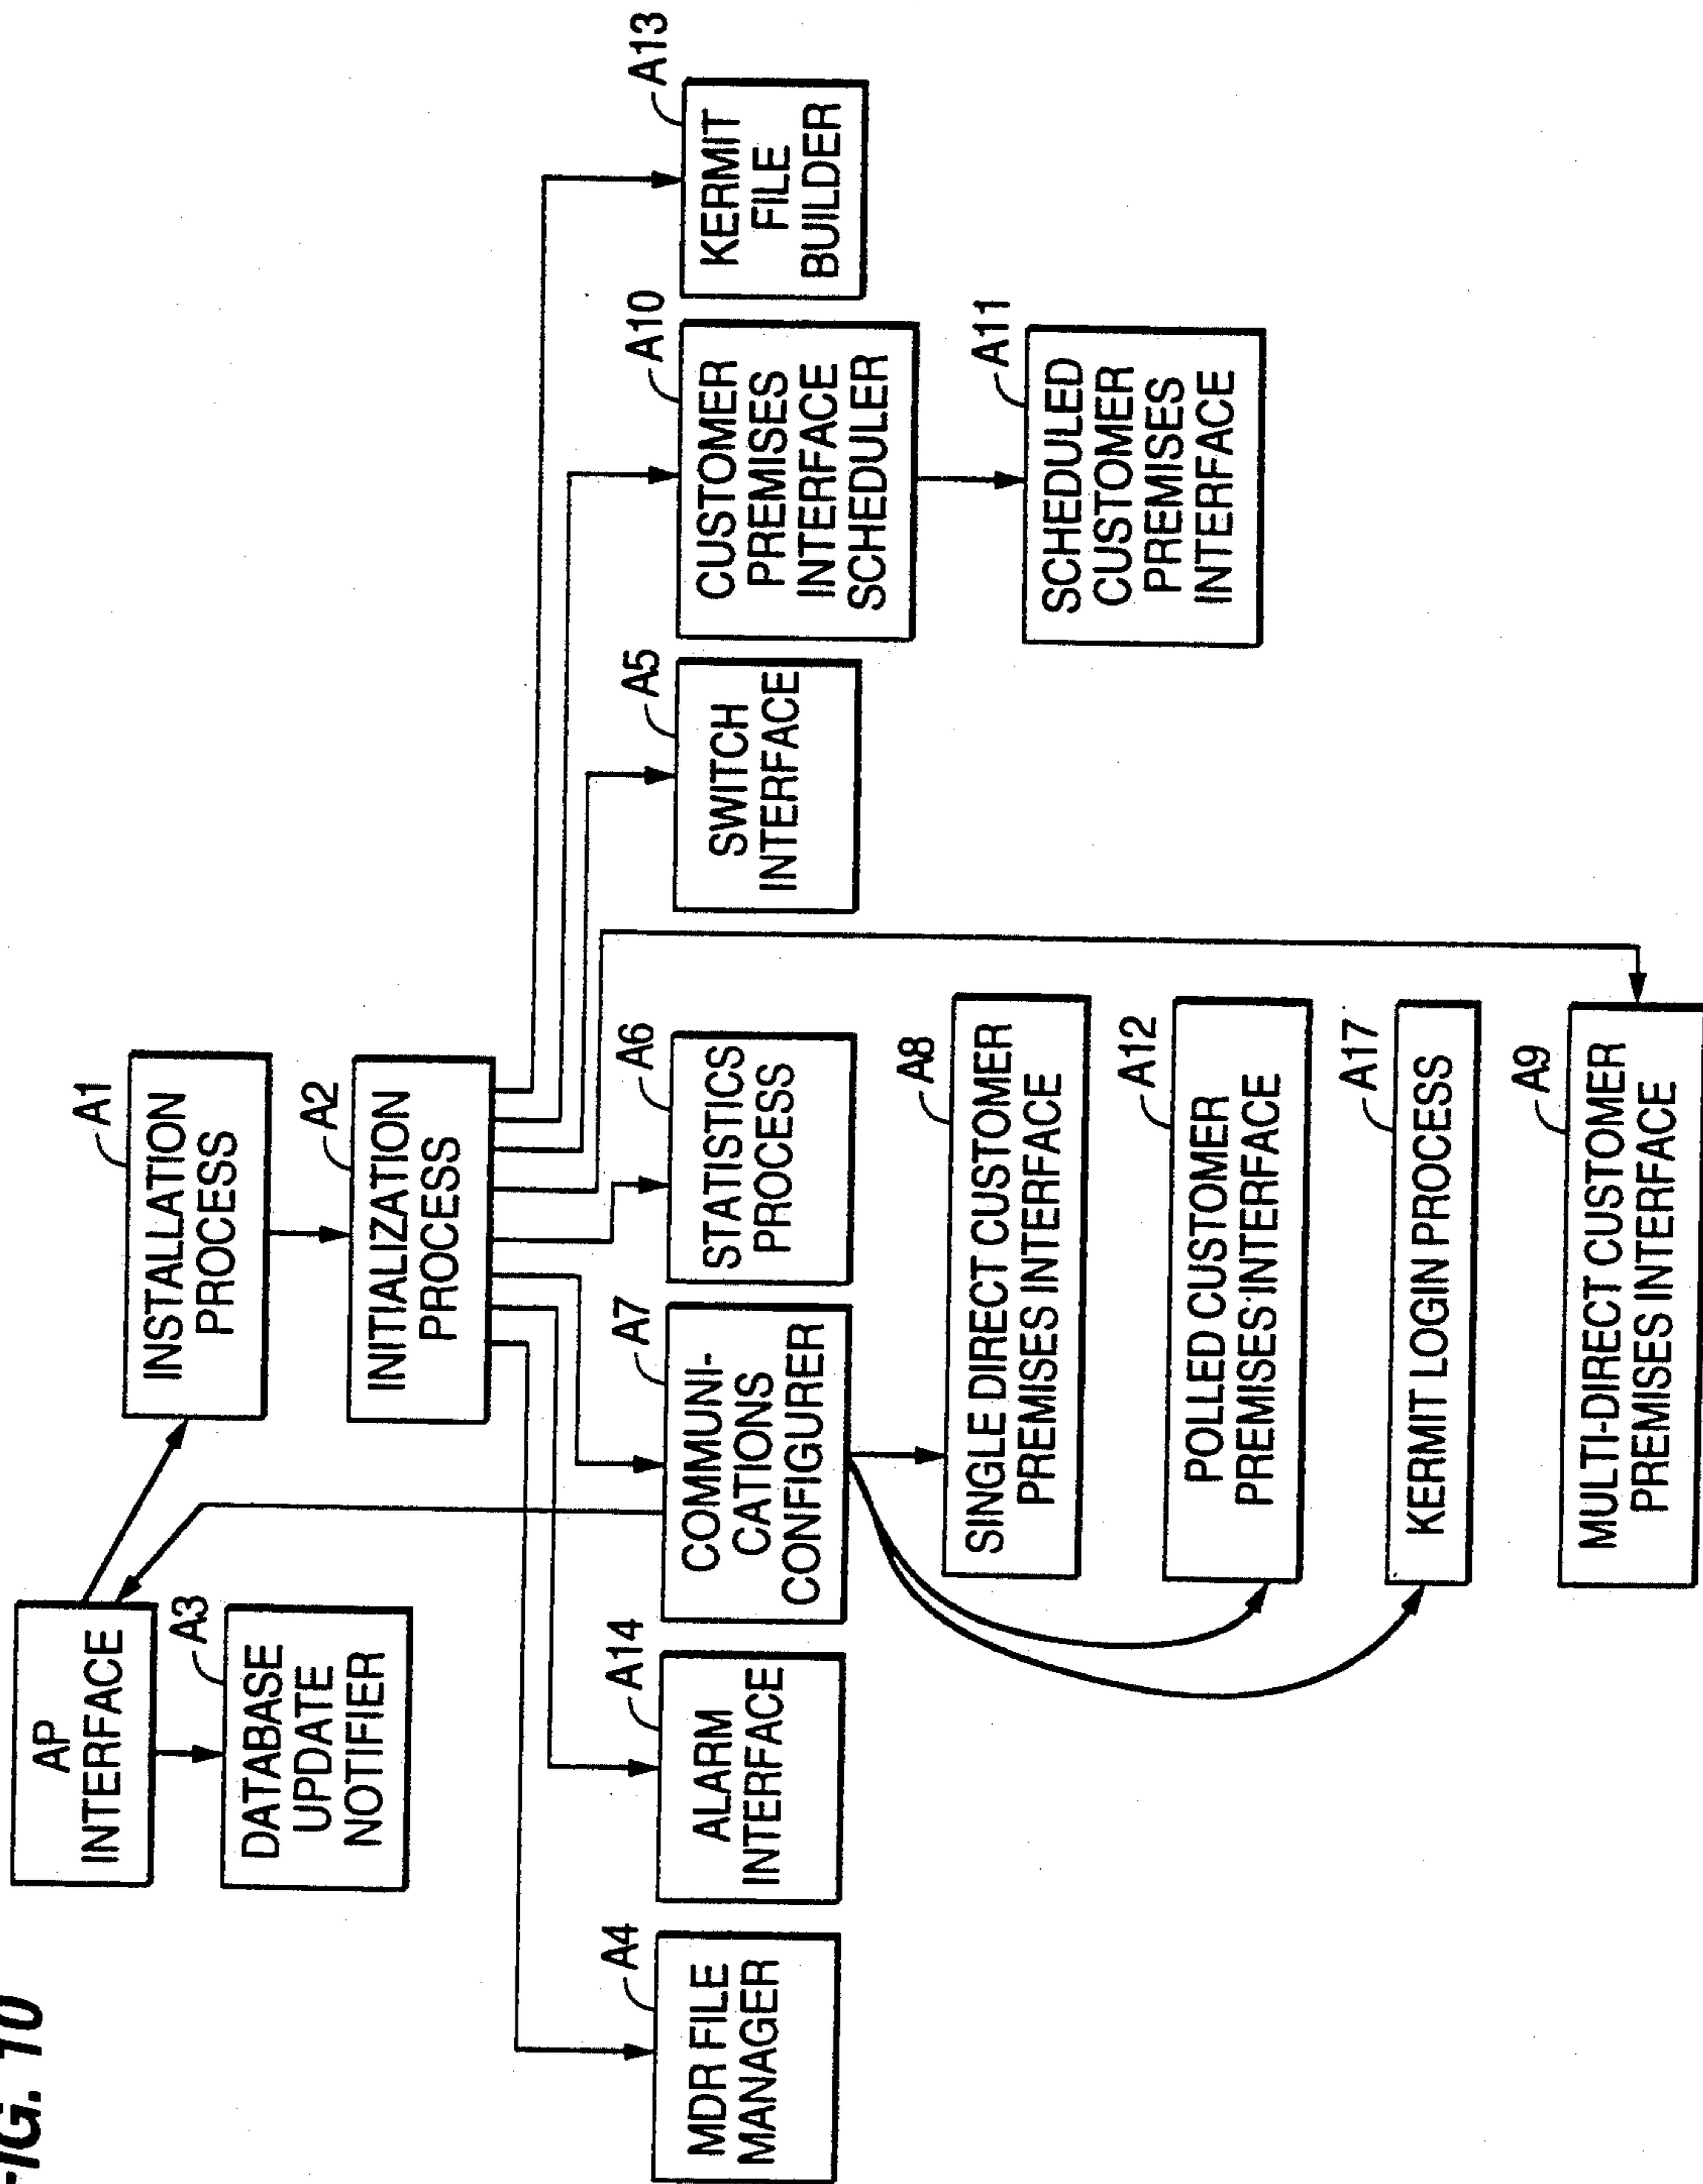 FIG. 10
AP
INTERFACE
A3
DATABASE
UPDATE
NOTIFIER
A1
INSTALLATION
PROCESS
A2
INITIALIZATION
PROCESS
A4
MDR FILE
MANAGER
A14
ALARM
INTERFACE
A7
COMMUNI-
CATIONS
CONFIGURER
A6
STATISTICS
PROCESS
A5
SWITCH
INTERFACE
A10
CUSTOMER
PREMISES
INTERFACE
SCHEDULER
A13
KERMIT
FILE
BUILDER
A8
SINGLE DIRECT CUSTOMER
PREMISES INTERFACE
A11
SCHEDULED
CUSTOMER
PREMISES
INTERFACE
A12
POLLED CUSTOMER
PREMISES INTERFACE
A17
KERMIT LOGIN PROCESS
A9
MULTI-DIRECT CUSTOMER
PREMISES INTERFACE